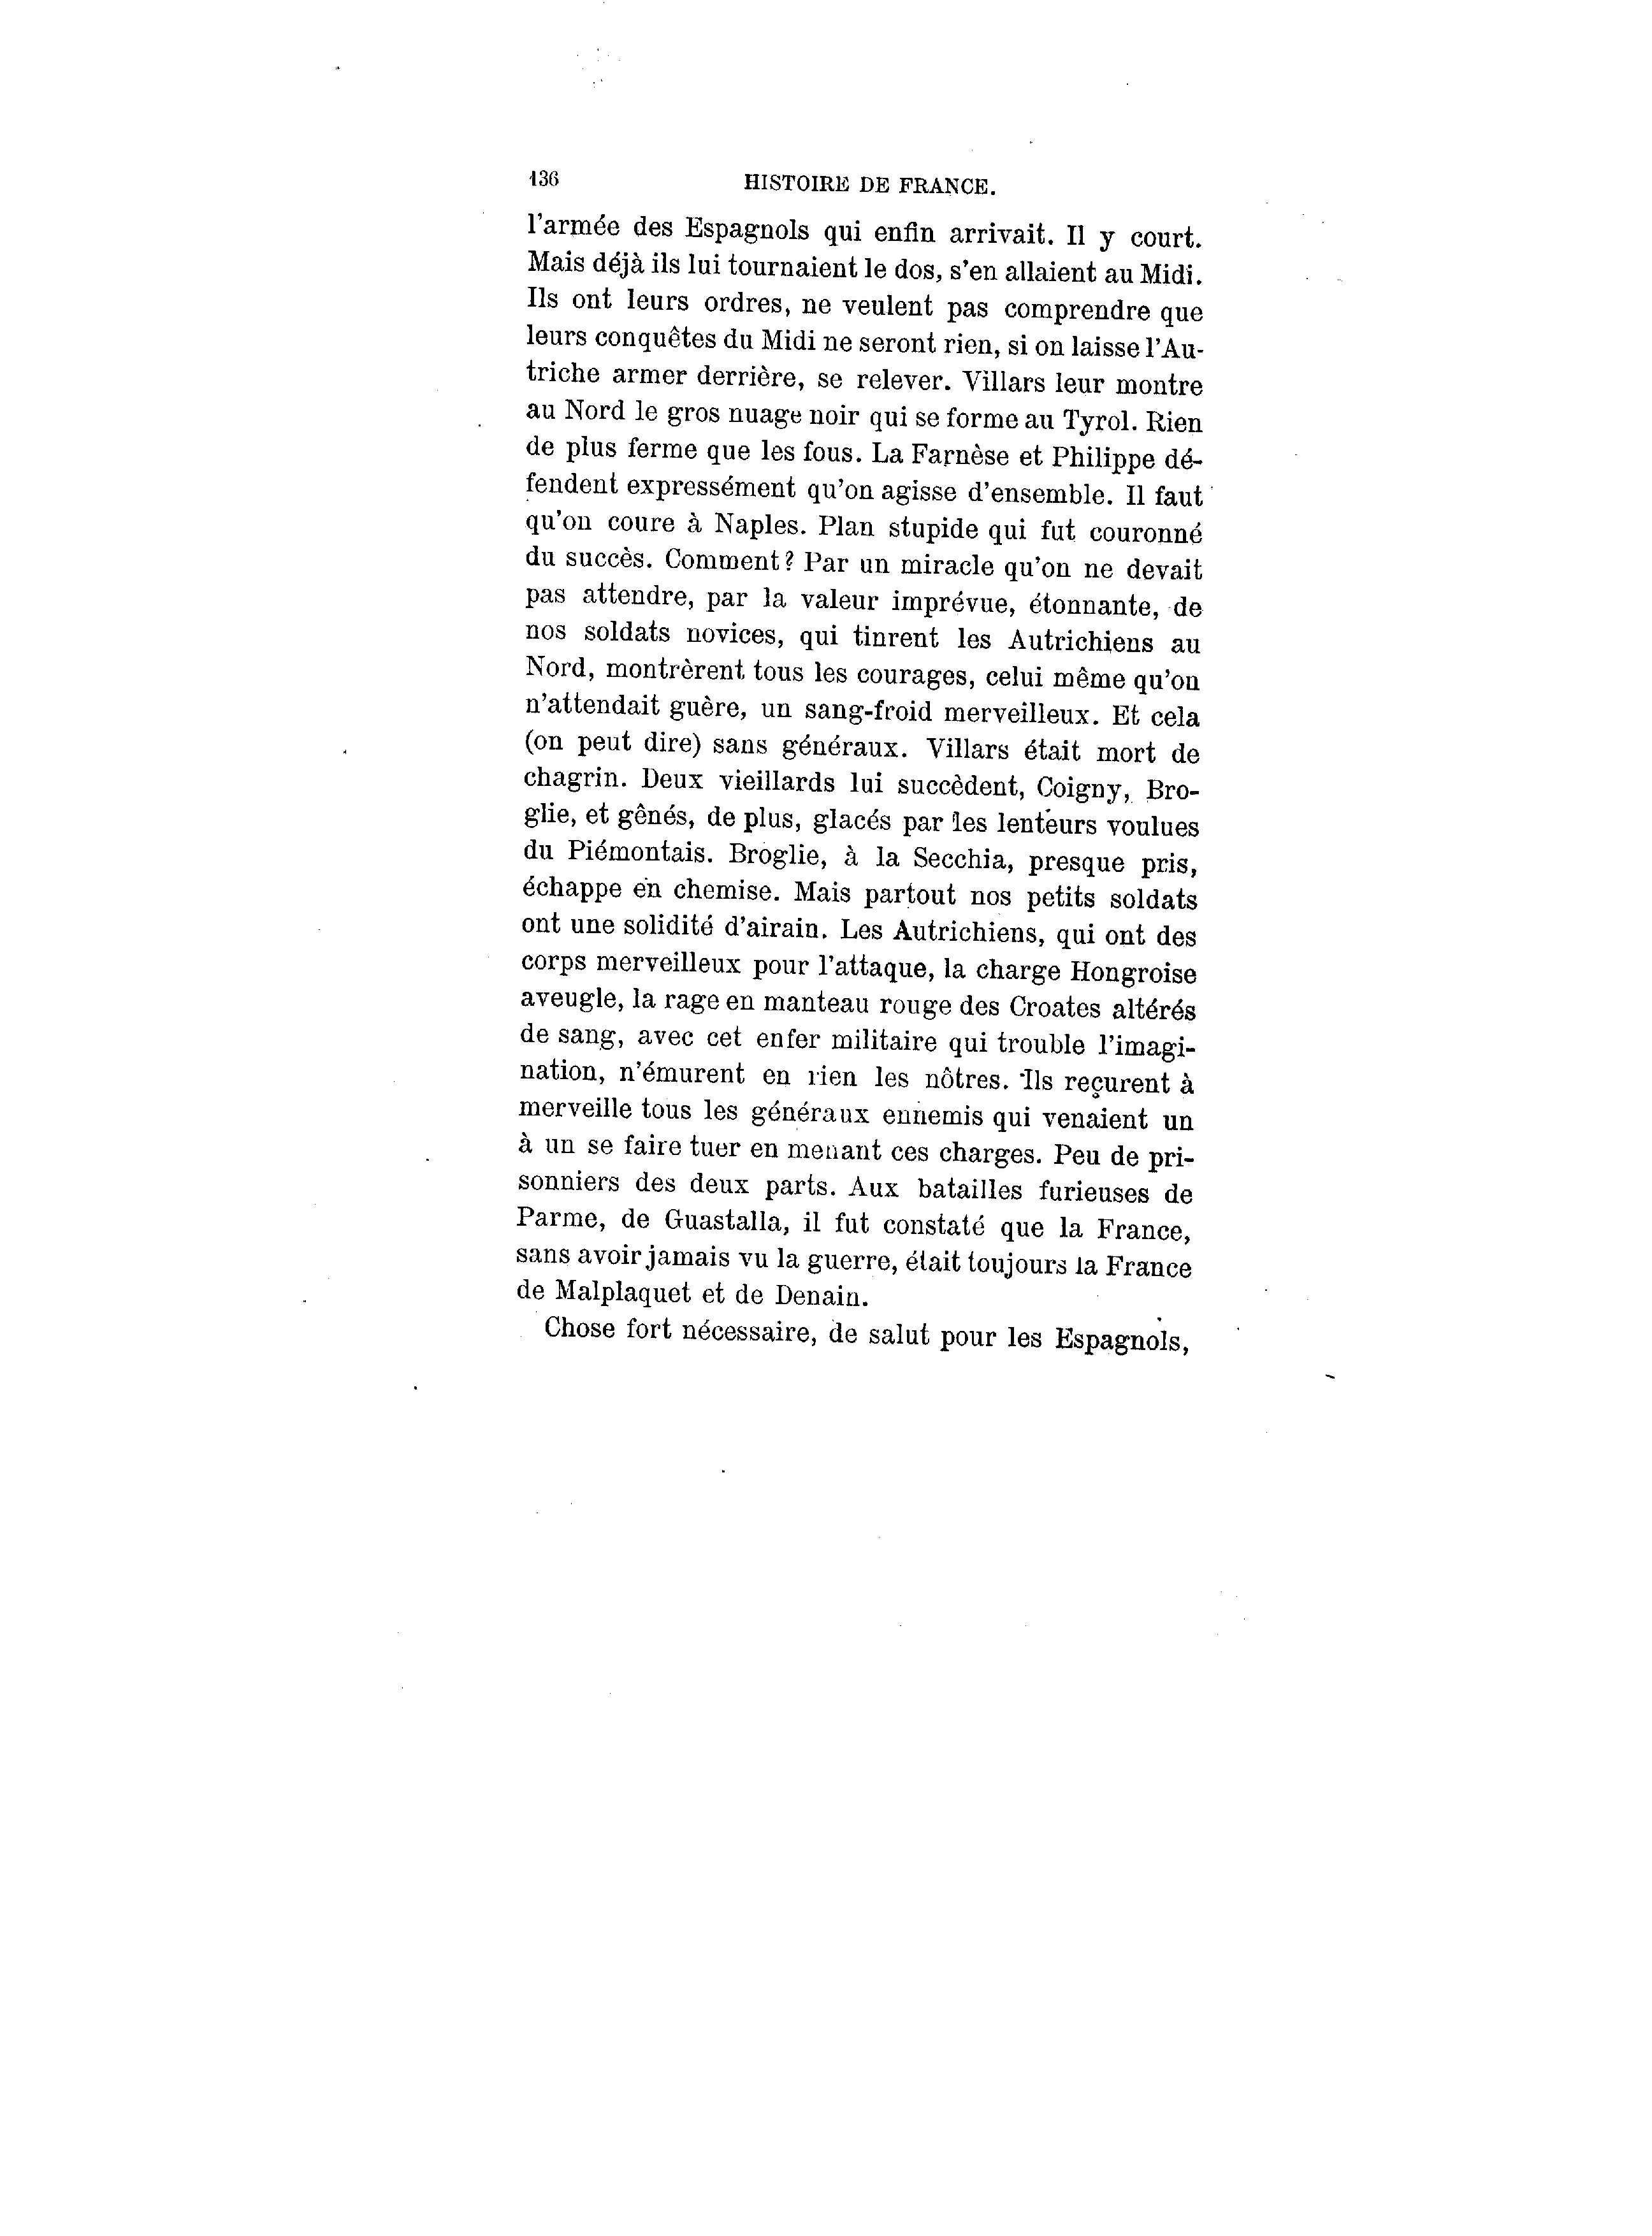 136
HISTOIRE DE FRANCE.
l'armée des Espagnols qui enfin arrivait. Il y court.
Mais déjà ils lui tournaient le dos, s'en allaient au Midi.
Ils ont leurs ordres, ne veulent pas comprendre que
leurs conquêtes du Midi ne seront rien, si on laisse l'Au-
triche armer derrière, se relever. Villars leur montre
au Nord le gros nuage noir qui se forme au Tyrol. Rien
de plus ferme que les fous. La Farnèse et Philippe dé-
fendent expressément qu'on agisse d'ensemble. Il faut
qu'on coure à Naples. Plan stupide qui fut couronné
du succès. Comment? Par un miracle qu'on ne devait
pas attendre, par la valeur imprévue, étonnante, de
nos soldats novices, qui tinrent les Autrichiens au
Nord, montrèrent tous les courages, celui même qu'on
n'attendait guère, un sang-froid merveilleux. Et cela
(on peut dire) sans généraux. Villars était mort de
chagrin. Deux vieillards lui succèdent, Coigny, Bro-
glie, et gênés, de plus, glacés par les lenteurs voulues
du Piémontais. Broglie, à la Secchia, presque pris,
échappe en chemise. Mais partout nos petits soldats
ont une solidité d'airain. Les Autrichiens, qui ont des
corps merveilleux pour l'attaque, la charge Hongroise
aveugle, la rage en manteau rouge des Croates altérés
de sang, avec cet enfer militaire qui trouble l'imagi-
nation, n'émurent en rien les nôtres. Ils reçurent à
merveille tous les généraux ennemis qui venaient un
à un se faire tuer en menant ces charges. Peu de pri-
sonniers des deux parts. Aux batailles furieuses de
Parme, de Guastalla, il fut constaté que la France,
sans avoir jamais vu la guerre, était toujours la France
de Malplaquet et de Denain.
Chose fort nécessaire, de salut pour les Espagnols,